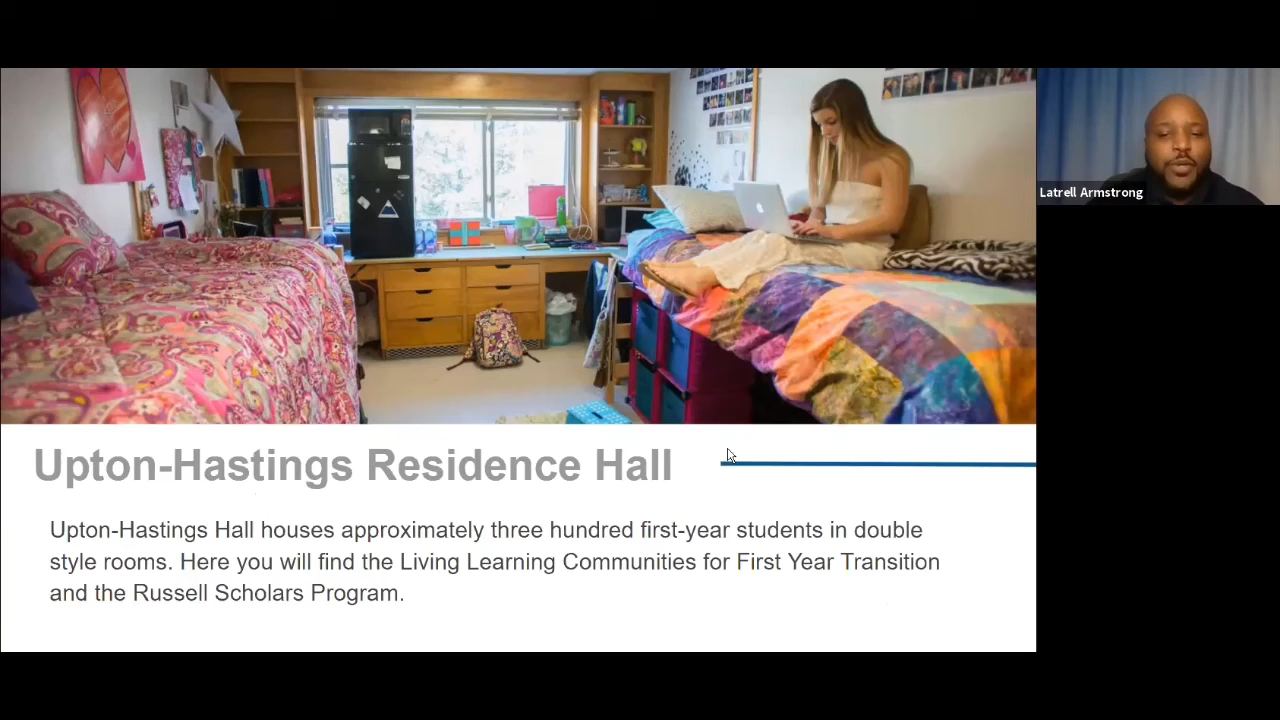 Latrell Armstrong
Upton-Hastings Residence Hall
Upton-Hastings Hall houses approximately three hundred first-year students in double
style rooms. Here you will find the Living Learning Communities for First Year Transition
and the Russell Scholars Program.